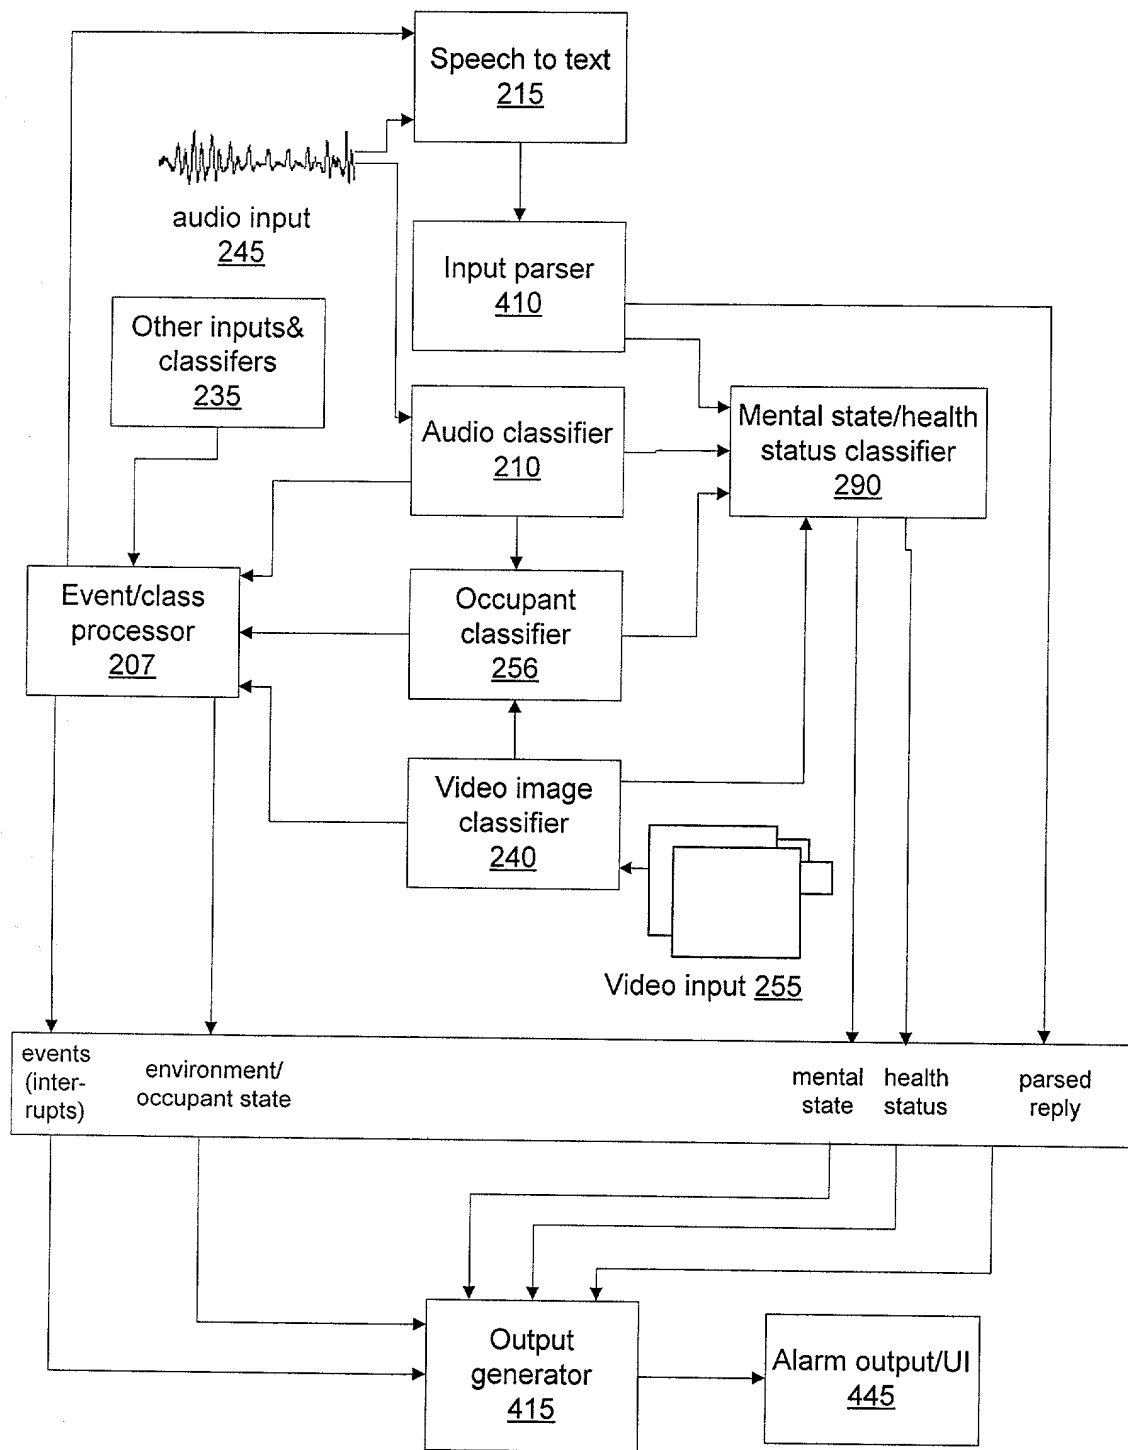 Speech to text
215
audio input
245
Input parser
410
Other inputs&
classifers
235
Audio classifier
210
Mental state/health
status classifier
290
Event/class
processor
207
Occupant
classifier
256
Video image
classifier
240
Video input 255
events
(inter-
rupts)
environment/
occupant state
mental
state
health
status
parsed
reply
Output
generator
415
Alarm output/UI
445